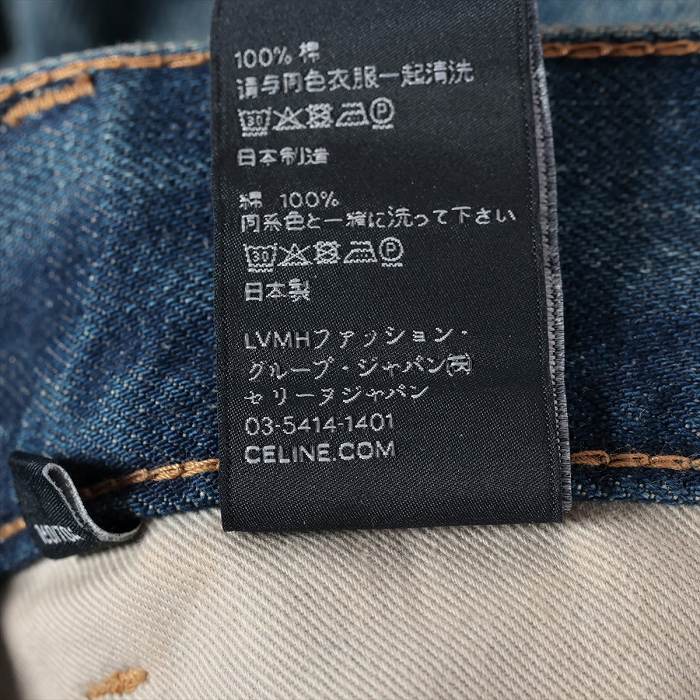 100% 棉
请与同色衣服一起清洗
30 P
日本制造
綿 100%
同系色と一緒に洗って下さい
30 P
日本製
LVMHファッション・
グループ・ジャパン㈱
セリーヌジャパン
03-5414-1401
CELINE.COM